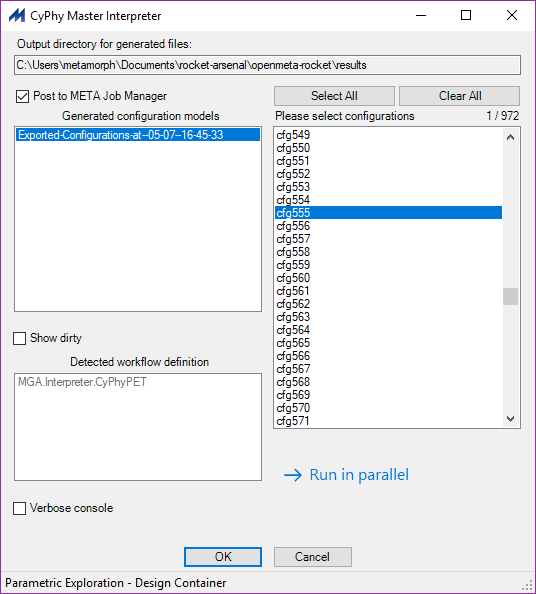 CyPhy Master Interpreter
Output directory for generated files:
C:\Users\metamorph\Documents\rocket-arsenal\openmeta-rocket\results
Post to META Job Manager
Select All
Clear All
Generated configuration models
Please select configurations
1 / 972
Exported-Configurations-at--05-07--16-45-33
cfg549
cfg550
cfg551
cfg552
cfg553
cfg554
cfg555
cfg556
cfg557
cfg558
cfg559
cfg560
cfg561
cfg562
cfg563
cfg564
cfg565
cfg566
cfg567
cfg568
cfg569
cfg570
cfg571
Show dirty
Detected workflow definition
MGA.Interpreter.CyPhyPET
Run in parallel
Verbose console
OK
Cancel
Parametric Exploration - Design Container